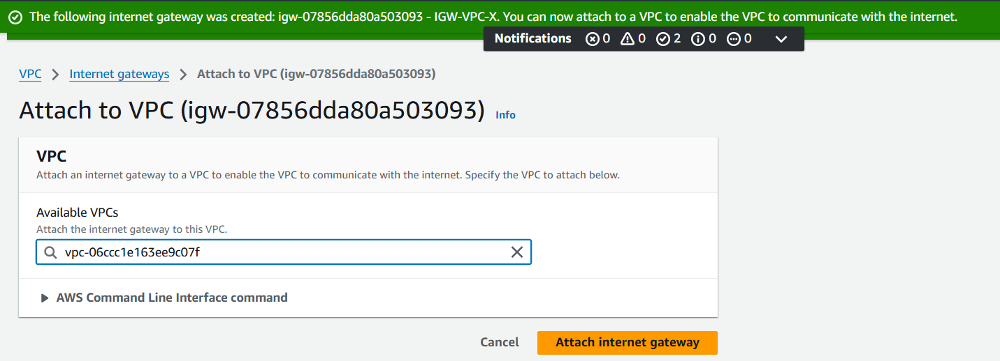 The following internet gateway was created: igw-07856dda80a503093 - IGW-VPC-X. You can now attach to a VPC to enable the VPC to communicate with the internet.
Notifications 0 0 2 0 0
VPC > Internet gateways > Attach to VPC (igw-07856dda80a503093)
Attach to VPC (igw-07856dda80a503093) Info
VPC
Attach an internet gateway to a VPC to enable the VPC to communicate with the internet. Specify the VPC to attach below.
Available VPCs
Attach the internet gateway to this VPC.
vpc-06ccc1e163ee9c07f
AWS Command Line Interface command
Cancel Attach internet gateway